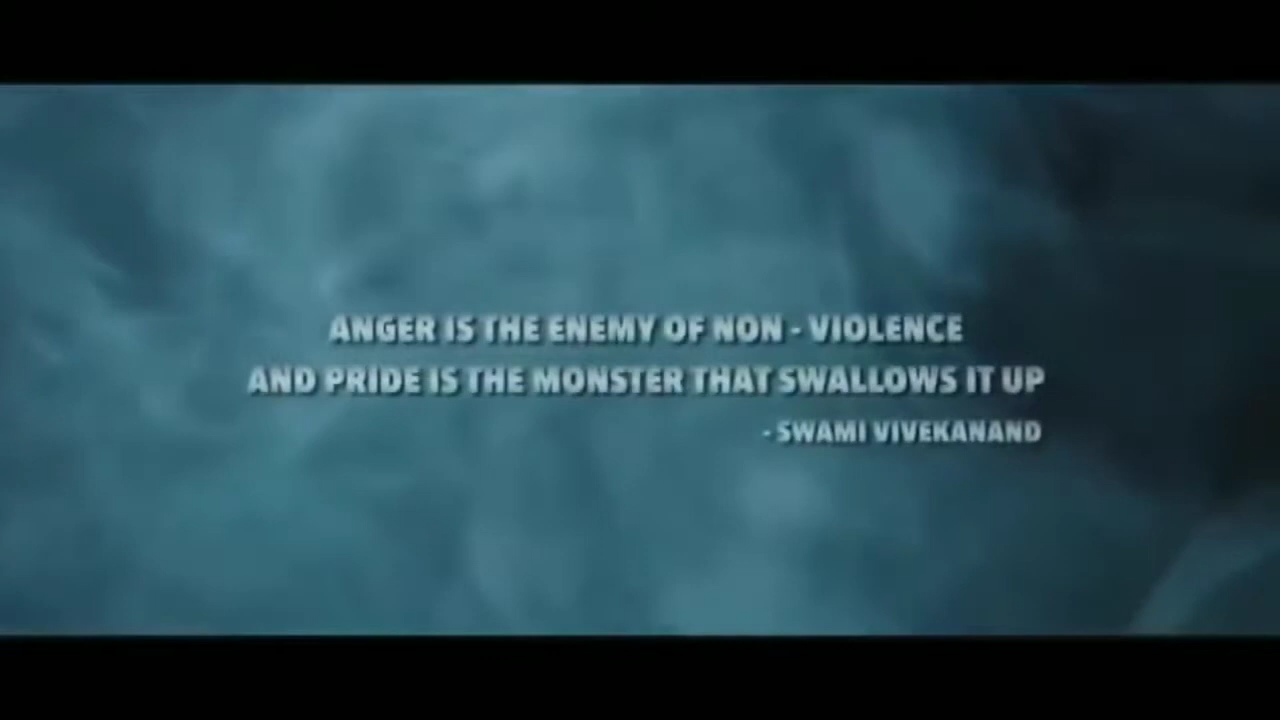 ANGER IS THE ENEMY OF NON - VIOLENCE
AND PRIDE IS THE MONSTER THAT SWALLOWS IT UP
- SWAMI VIVEKANAND